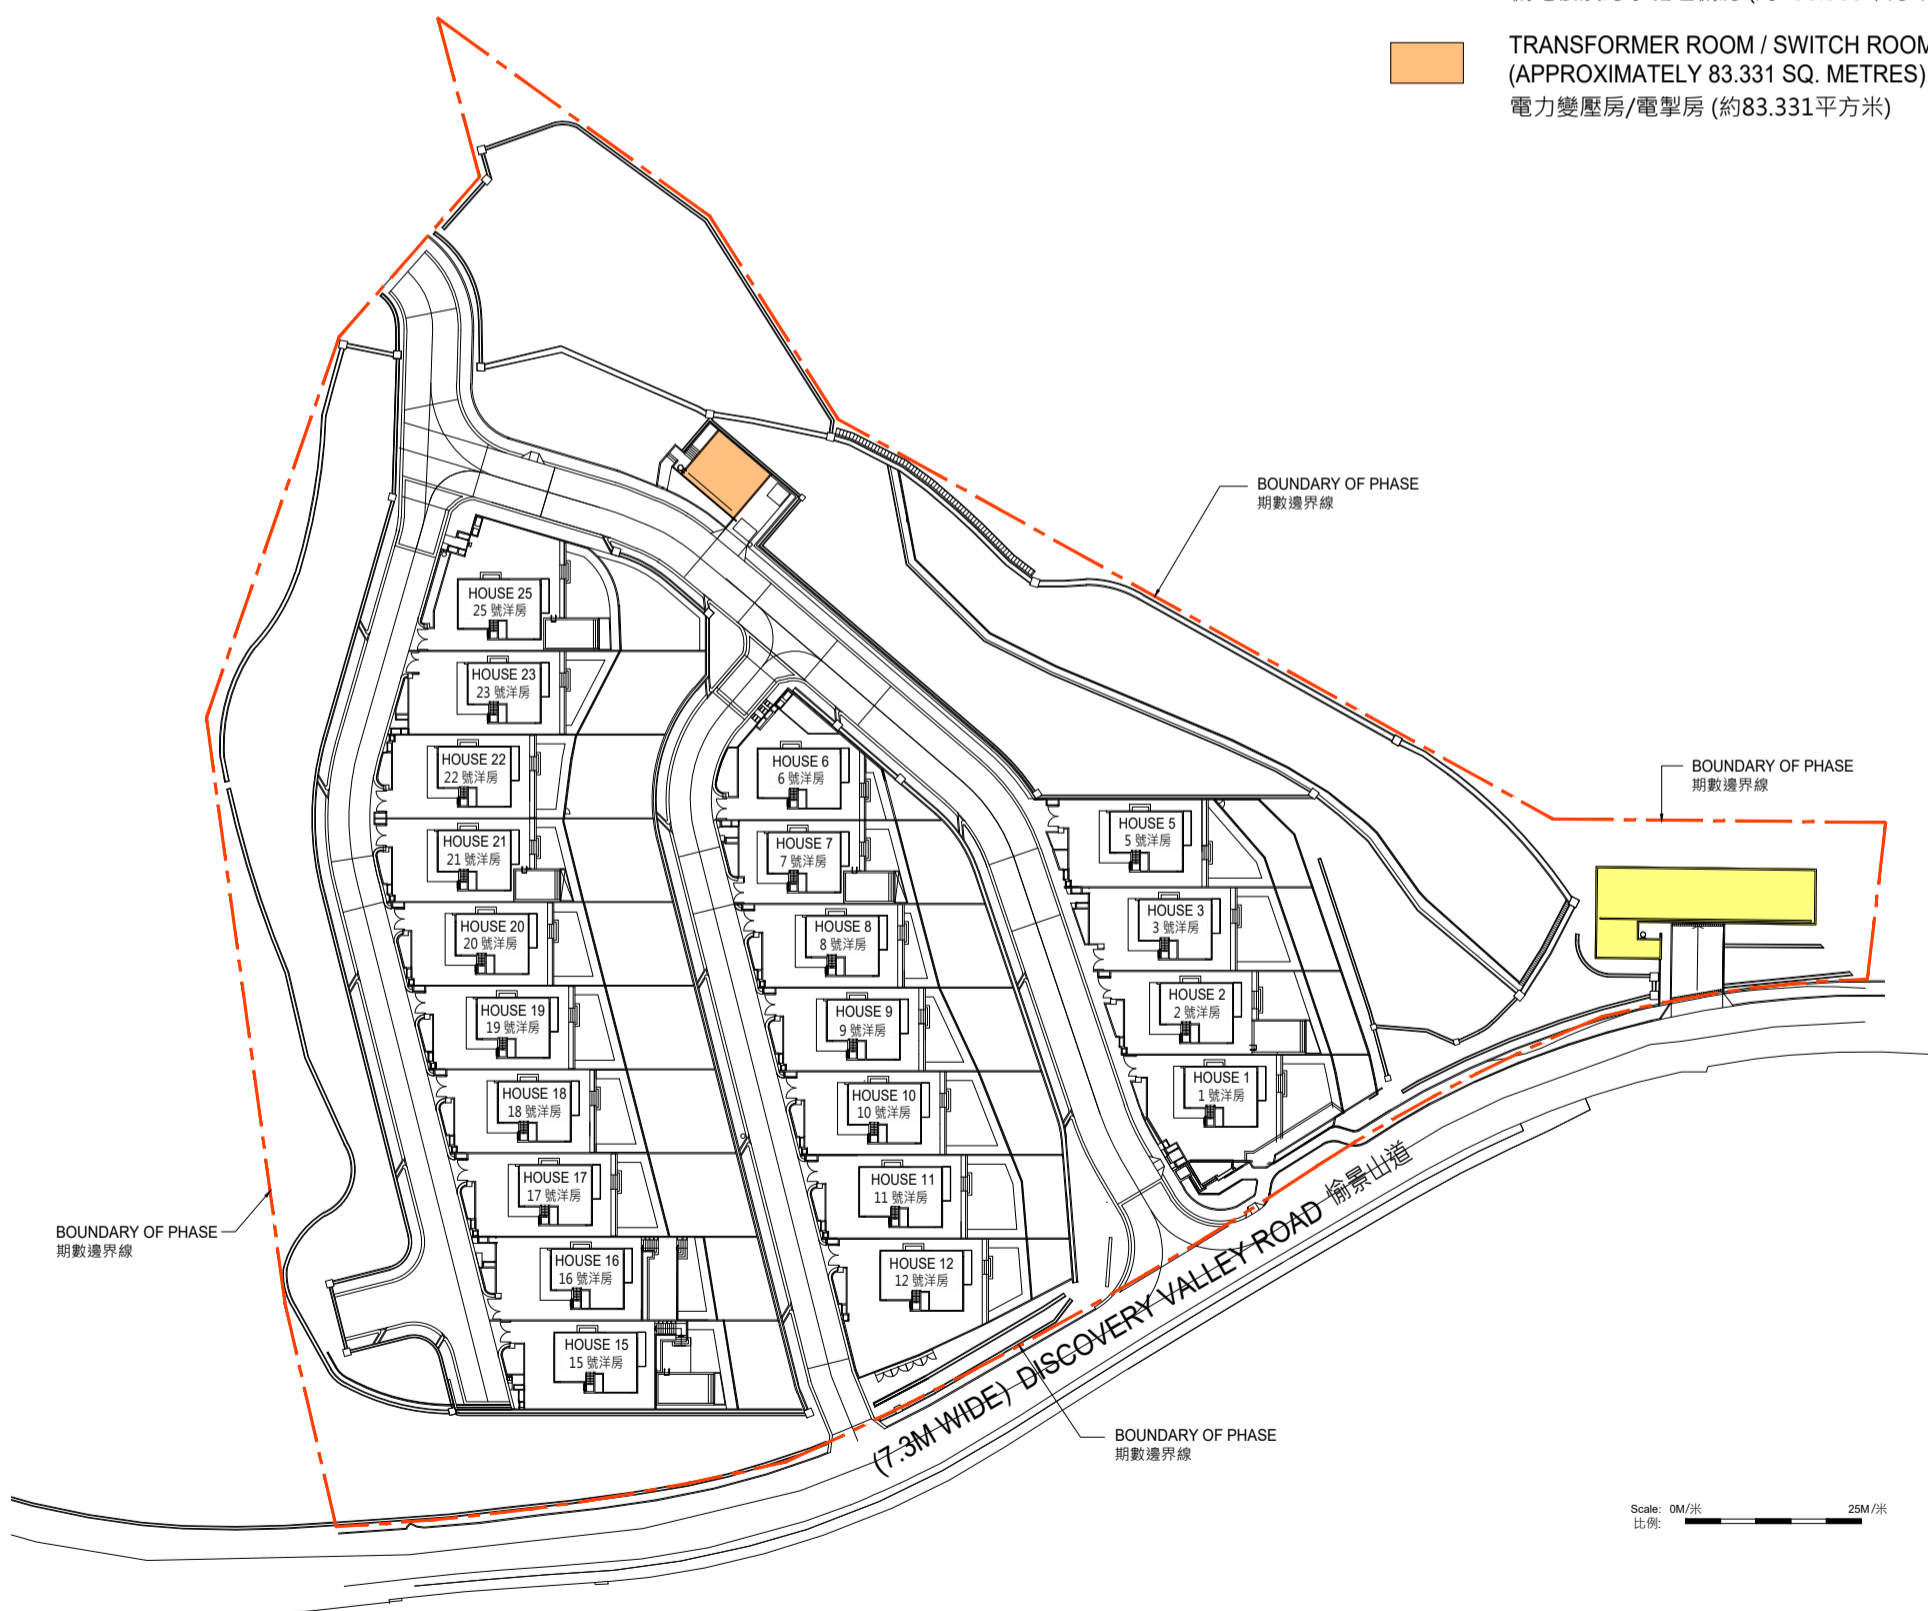 TRANSFORMER ROOM / SWITCH ROOM
(APPROXIMATELY 83.331 SQ. METRES)
電力變壓房/電掣房 (約83.331平方米)
BOUNDARY OF PHASE
期數邊界線
HOUSE 25
25 號洋房
HOUSE 23
23 號洋房
HOUSE 22
22 號洋房
HOUSE 6
6 號洋房
BOUNDARY OF PHASE
期數邊界線
HOUSE 21
21 號洋房
HOUSE 7
7 號洋房
HOUSE 5
5 號洋房
HOUSE 20
20 號洋房
HOUSE 8
8 號洋房
HOUSE 3
3 號洋房
HOUSE 19
19 號洋房
HOUSE 9
9 號洋房
HOUSE 2
2 號洋房
HOUSE 18
18 號洋房
HOUSE 10
10 號洋房
HOUSE 1
1 號洋房
HOUSE 17
17 號洋房
HOUSE 11
11 號洋房
BOUNDARY OF PHASE
期數邊界線
HOUSE 16
16 號洋房
HOUSE 12
12 號洋房
HOUSE 15
15 號洋房
(7.3M WIDE) DISCOVERY VALLEY ROAD 愉景山道
BOUNDARY OF PHASE
期數邊界線
Scale: 0M/米 25M/米
比例: